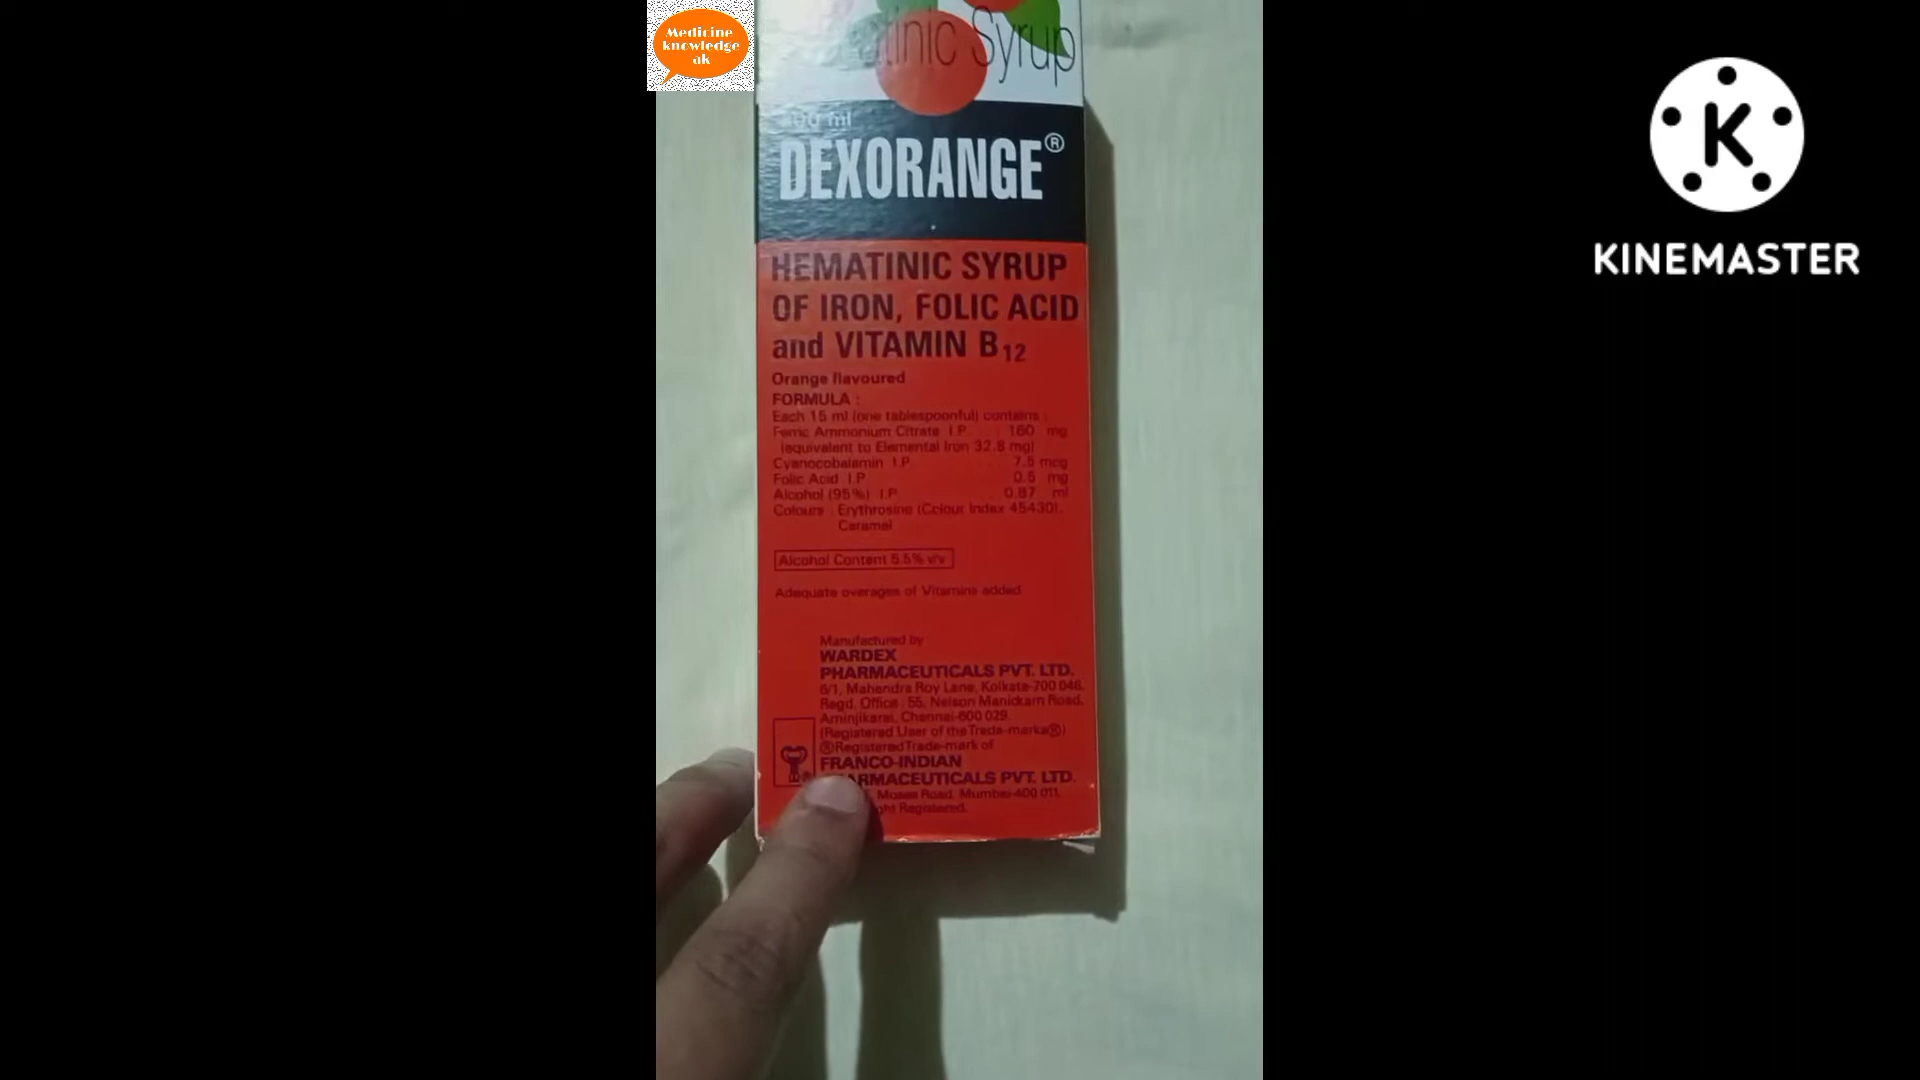 Medicine
knowledge
ak
K
KINEMASTER
tinic Syrup
ml
DEXORANGE®
HEMATINIC SYRUP
OF IRON, FOLIC ACID
and VITAMIN B12
Orange flavoured
FORMULA :
Each 15 ml (one tablespoonful) contains :
Ferric Ammonium Citrate I.P. 160 mg
(equivalent to Elemental Iron 32.8 mg)
Cyanocobalamin I.P. 7.5 mcg
Folic Acid I.P. 0.5 mg
Alcohol (95%) I.P. 0.87 ml
Colours : Erythrosine (Colour Index 45430),
Caramel
Alcohol Content 5.5% v/v
Adequate overages of Vitamins added
Manufactured by
WARDEX
PHARMACEUTICALS PVT. LTD.
6/1, Mahendra Roy Lane, Kolkata-700 046.
Regd. Office : 55, Nelson Manickam Road,
Aminjikarai, Chennai-600 029.
(Registered User of the Trade-marks®)
®Registered Trade-mark of
FRANCO-INDIAN
ARMACEUTICALS PVT. LTD.
Moses Road, Mumbai-400 011.
ght Registered.